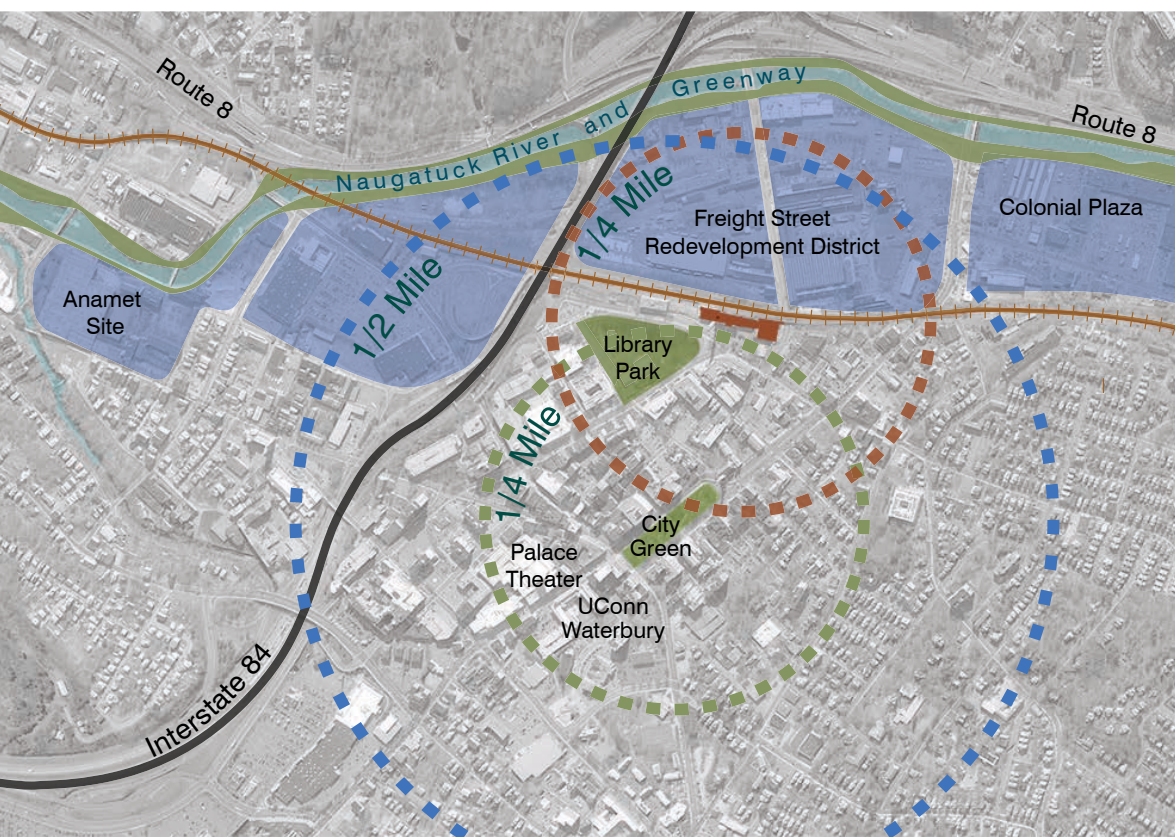 Route 8
Naugatuck River and Greenway
Route 8
1/4 Mile
Freight Street
Redevelopment District
Colonial Plaza
Anamet
Site
1/2 Mile
Library
Park
1/4 Mile
City
Green
Palace
Theater
UConn
Waterbury
Interstate 84